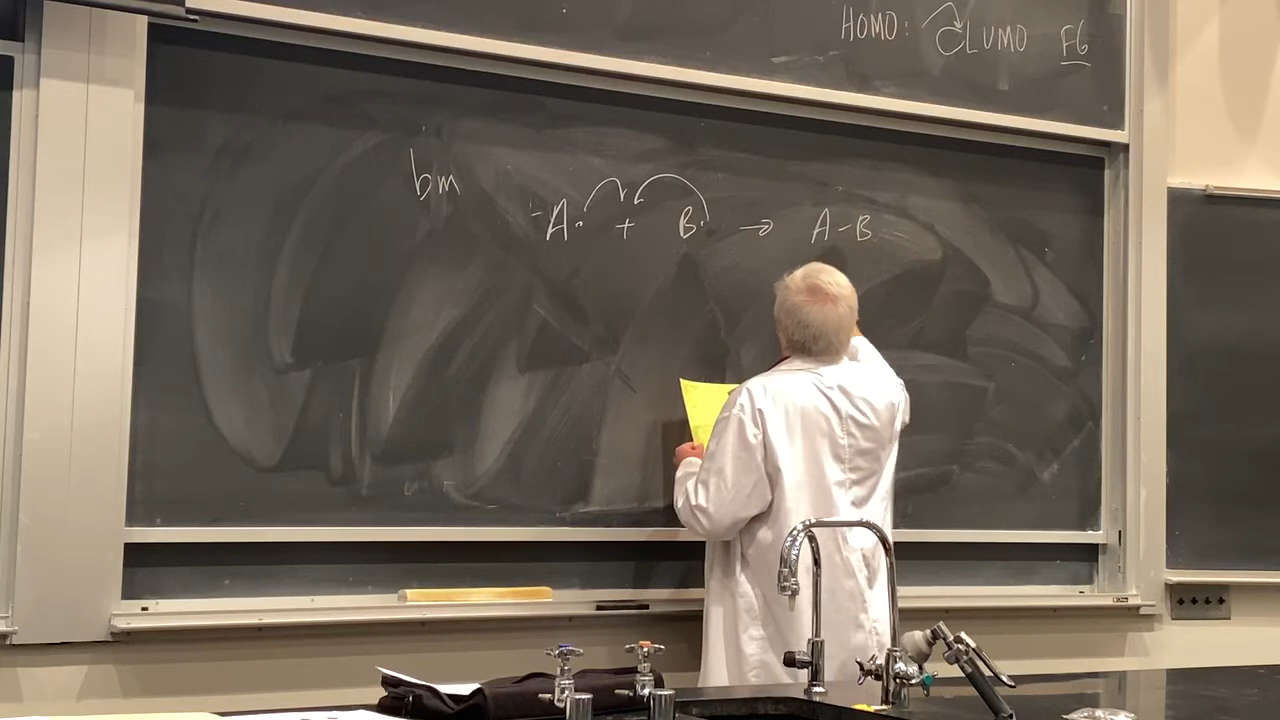 HOMO: LUMO FG
bm
A· + B· → A-B